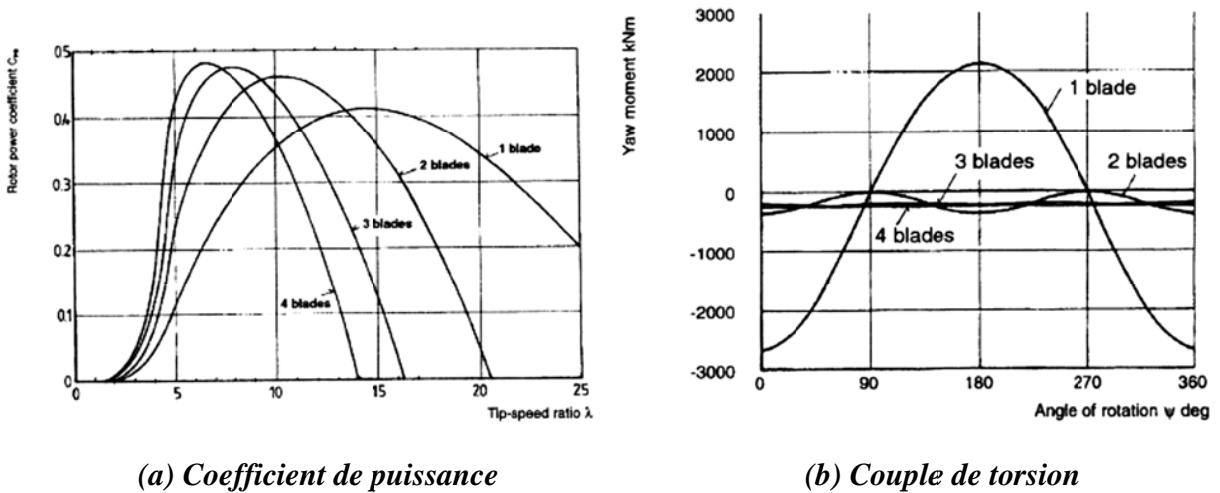 Rotor power coefficient
0.5
0.4
0.3
0.2
0.1
0
0
5
10
15
20
25
1 blade
2 blades
3 blades
4 blades
Tip-speed ratio λ
(a) Coefficient de puissance
Yaw moment kNm
3000
2000
1000
0
-1000
-2000
-3000
0
90
180
270
360
1 blade
3 blades
2 blades
4 blades
Angle of rotation ψ deg
(b) Couple de torsion